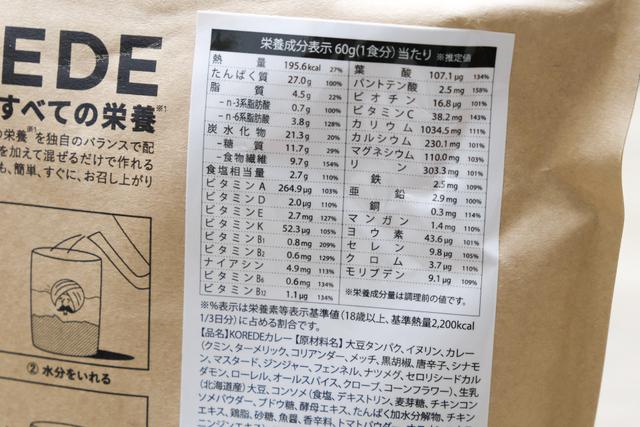 EDE
すべての栄養※1
の栄養※1を独自のバランスで配
を加えて混ぜるだけで作れる
も、簡単、すぐに、お召し上がり
②水分をいれる
栄養成分表示 60g(1食分)当たり ※推定値
熱量 195.6kcal 27%
たんぱく質 27.0g 100%
脂質 4.5g 22%
−n-3系脂肪酸 0.7g 100%
−n-6系脂肪酸 3.8g 128%
炭水化物 21.3g 20%
−糖質 11.7g 29%
−食物繊維 9.7g 154%
食塩相当量 2.7g 110%
ビタミンA 264.9μg 103%
ビタミンD 2.0μg 110%
ビタミンE 2.7mg 127%
ビタミンK 52.3μg 105%
ビタミンB1 0.8mg 209%
ビタミンB2 0.6mg 129%
ナイアシン 4.9mg 113%
ビタミンB6 0.6mg 134%
ビタミンB12 1.1μg 134%
葉酸 107.1μg 134%
パントテン酸 2.5mg 158%
ビオチン 16.8μg 101%
ビタミンC 38.2mg 143%
カリウム 1034.5mg 111%
カルシウム 230.1mg 101%
マグネシウム 110.0mg 103%
リン 303.3mg 101%
鉄 2.5mg 109%
亜鉛 2.9mg 100%
銅 0.3mg 114%
マンガン 1.4mg 110%
ヨウ素 43.6μg 101%
セレン 9.8μg 105%
クロム 3.7μg 110%
モリブデン 9.1μg 109%
※栄養成分量は調理前の値です。
※%表示は栄養素等表示基準値(18歳以上、基準熱量2,200kcal
1/3日分)に占める割合です。
【品名】KOREDEカレー【原材料名】大豆タンパク、イヌリン、カレー
(クミン、ターメリック、コリアンダー、メッチ、黒胡椒、唐辛子、シナモ
ン、マスタード、ジンジャー、フェンネル、ナツメグ、セロリシードカル
ダモン、ローレル、オールスパイス、クローブ、コーンフラワー)、生乳
(北海道産)大豆、コンソメ(食塩、デキストリン、麦芽糖、チキンコン
ソメパウダー、ブドウ糖、酵母エキス、たんぱく加水分解物、チキン
エキス、鶏脂、砂糖、魚醤、香辛料、トマトパウダー
ニンジンエキス